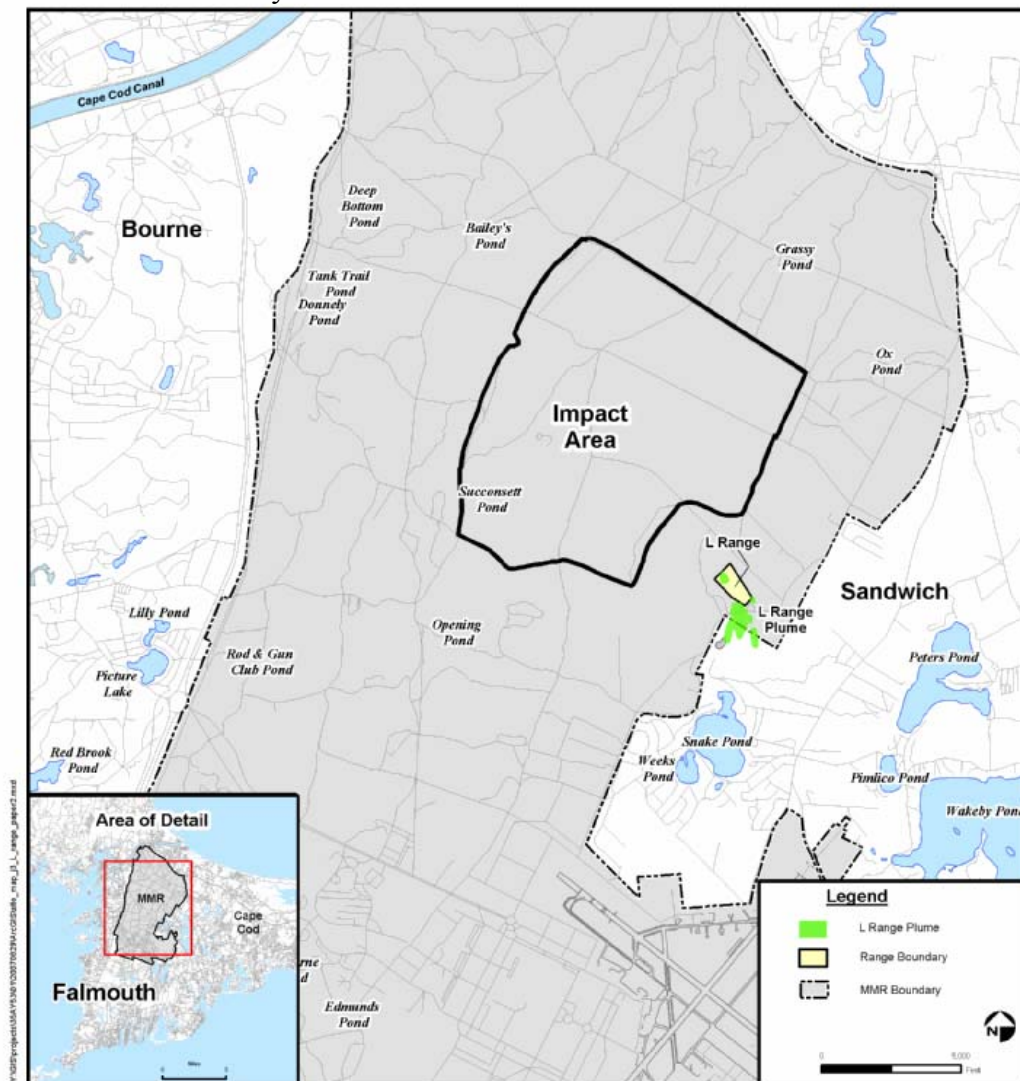 Cape Cod Canal
Bourne
Deep
Bottom
Pond
Bailey's
Pond
Grassy
Pond
Tank Trail
Pond
Donnely
Pond
Ox
Pond
Impact
Area
Succonsett
Pond
L Range
Sandwich
L Range
Plume
Lilly Pond
Opening
Pond
Rod & Gun
Club Pond
Picture
Lake
Peters Pond
Red Brook
Pond
Snake Pond
Weeks
Pond
Pimlico Pond
Wakeby Pond
Area of Detail
MMR
Cape
Cod
Falmouth
Miles
0
Edmunds
Pond
Legend
L Range Plume
Range Boundary
MMR Boundary
N
0
Feet